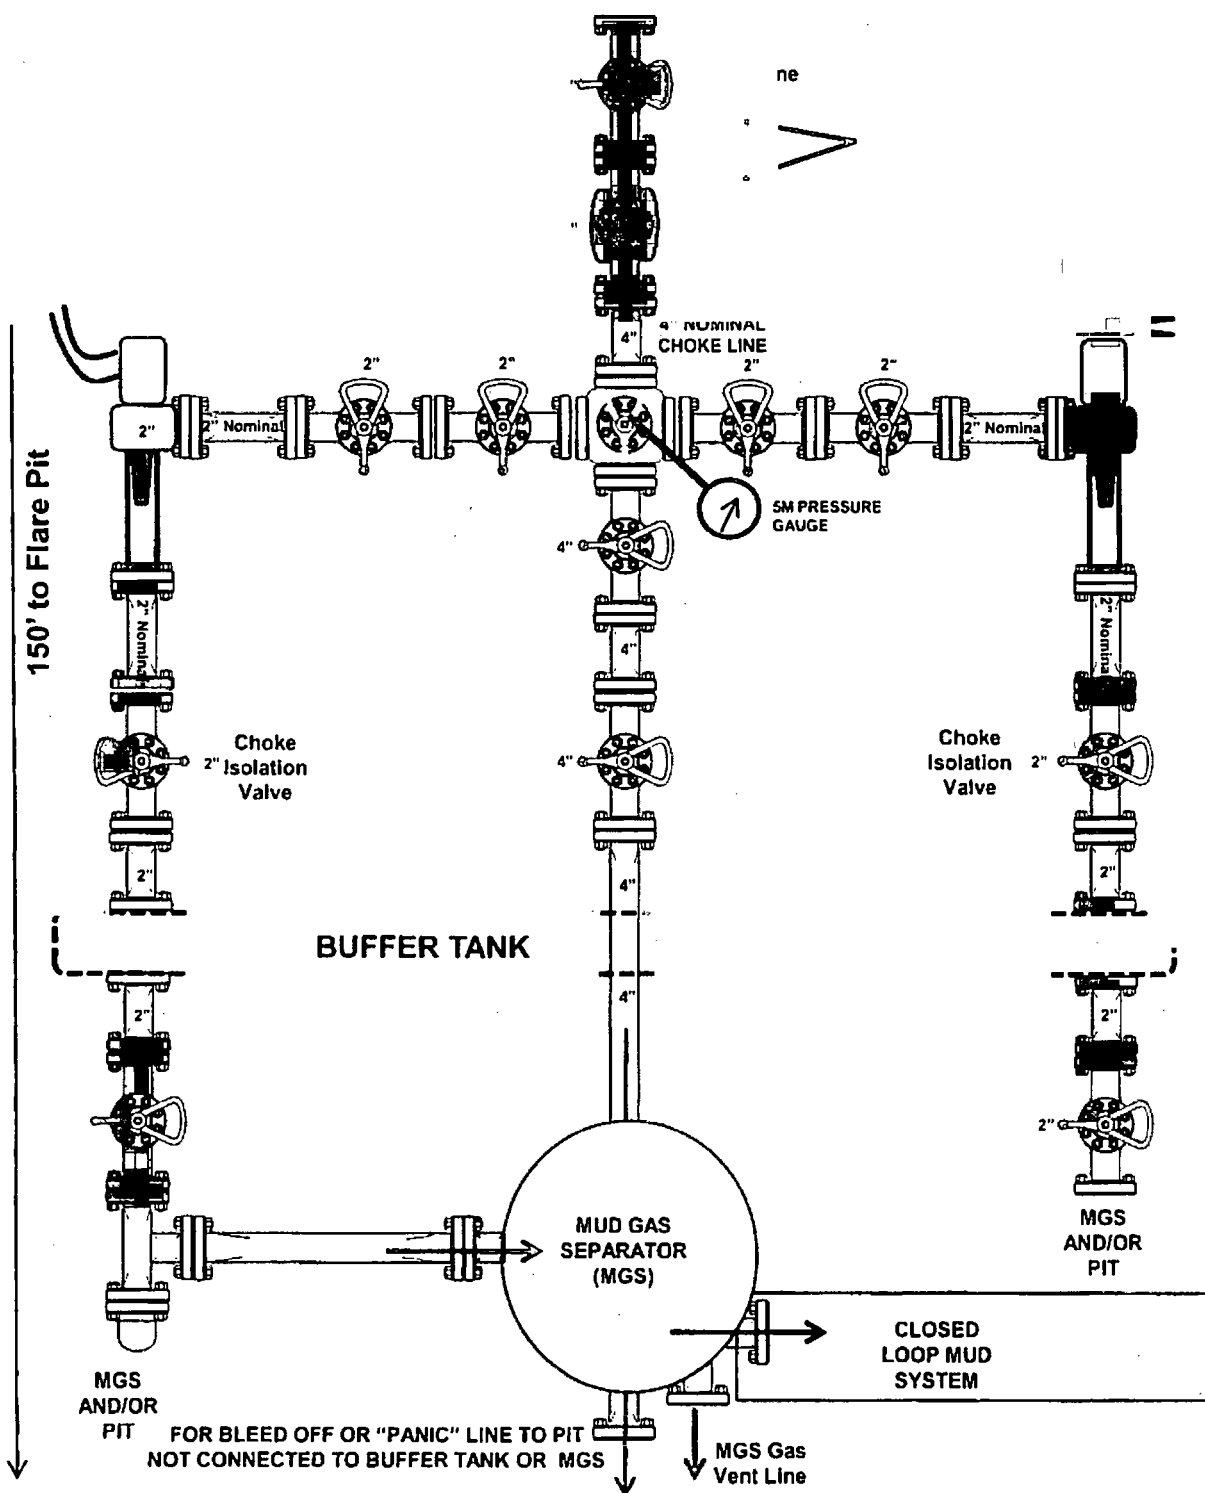 ne
4"
4" NOMINAL
CHOKE LINE
2"
2"
2"
2"
2"
2" Nominal
2" Nominal
150' to Flare Pit
5M PRESSURE
GAUGE
4"
2" Nominal
4"
2" Nominal
Choke
2" Isolation
Valve
4"
Choke
Isolation 2"
Valve
2"
4"
2"
BUFFER TANK
2"
4"
2"
2"
MUD GAS
SEPARATOR
(MGS)
MGS
AND/OR
PIT
CLOSED
LOOP MUD
SYSTEM
MGS
AND/OR
PIT
FOR BLEED OFF OR "PANIC" LINE TO PIT
NOT CONNECTED TO BUFFER TANK OR MGS
MGS Gas
Vent Line